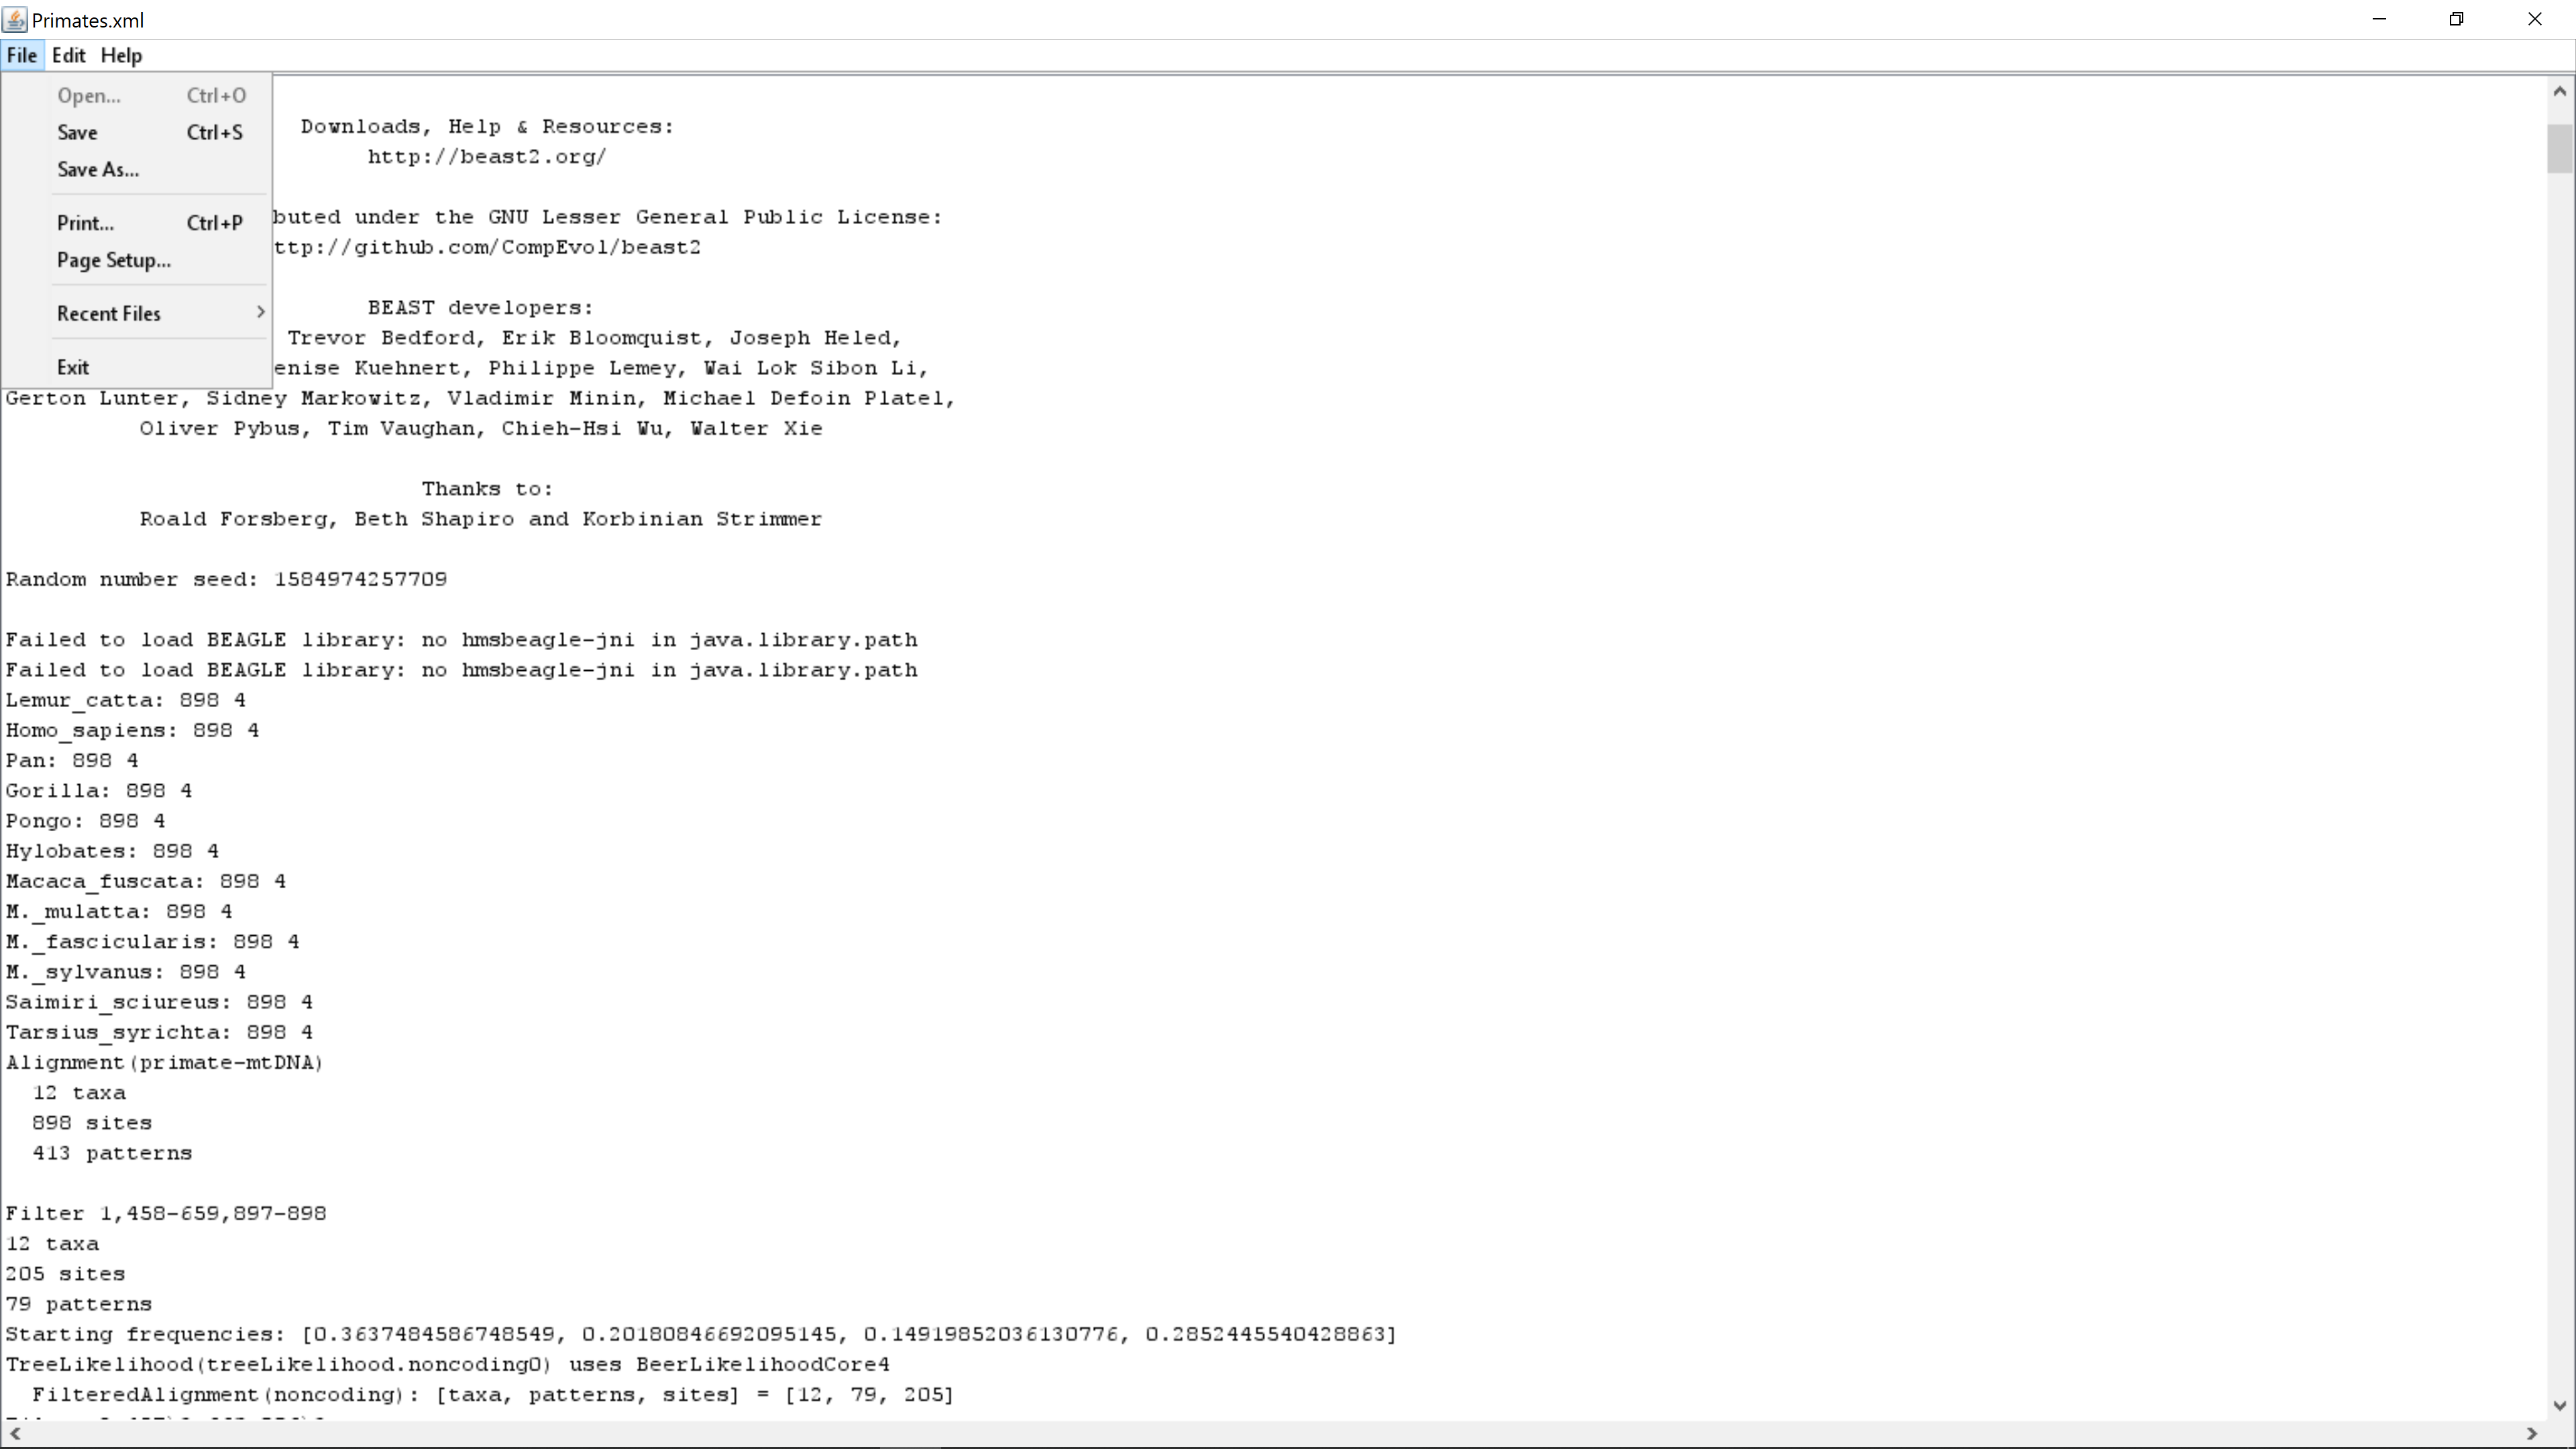 Primates.xml
File Edit Help
Open... Ctrl+O
Save Ctrl+S
Save As...
Print... Ctrl+P
Page Setup...
Recent Files
Exit
Downloads, Help & Resources:
http://beast2.org/
buted under the GNU Lesser General Public License:
ttp://github.com/CompEvol/beast2
BEAST developers:
Trevor Bedford, Erik Bloomquist, Joseph Heled,
enise Kuehnert, Philippe Lemey, Wai Lok Sibon Li,
Gerton Lunter, Sidney Markowitz, Vladimir Minin, Michael Defoin Platel,
Oliver Pybus, Tim Vaughan, Chieh-Hsi Wu, Walter Xie
Thanks to:
Roald Forsberg, Beth Shapiro and Korbinian Strimmer
Random number seed: 1584974257709
Failed to load BEAGLE library: no hmsbeagle-jni in java.library.path
Failed to load BEAGLE library: no hmsbeagle-jni in java.library.path
Lemur_catta: 898 4
Homo_sapiens: 898 4
Pan: 898 4
Gorilla: 898 4
Pongo: 898 4
Hylobates: 898 4
Macaca_fuscata: 898 4
M._mulatta: 898 4
M._fascicularis: 898 4
M._sylvanus: 898 4
Saimiri_sciureus: 898 4
Tarsius_syrichta: 898 4
Alignment(primate-mtDNA)
12 taxa
898 sites
413 patterns
Filter 1,458-659,897-898
12 taxa
205 sites
79 patterns
Starting frequencies: [0.3637484586748549, 0.20180846692095145, 0.14919852036130776, 0.2852445540428863]
TreeLikelihood(treeLikelihood.noncoding0) uses BeerLikelihoodCore4
FilteredAlignment(noncoding): [taxa, patterns, sites] = [12, 79, 205]